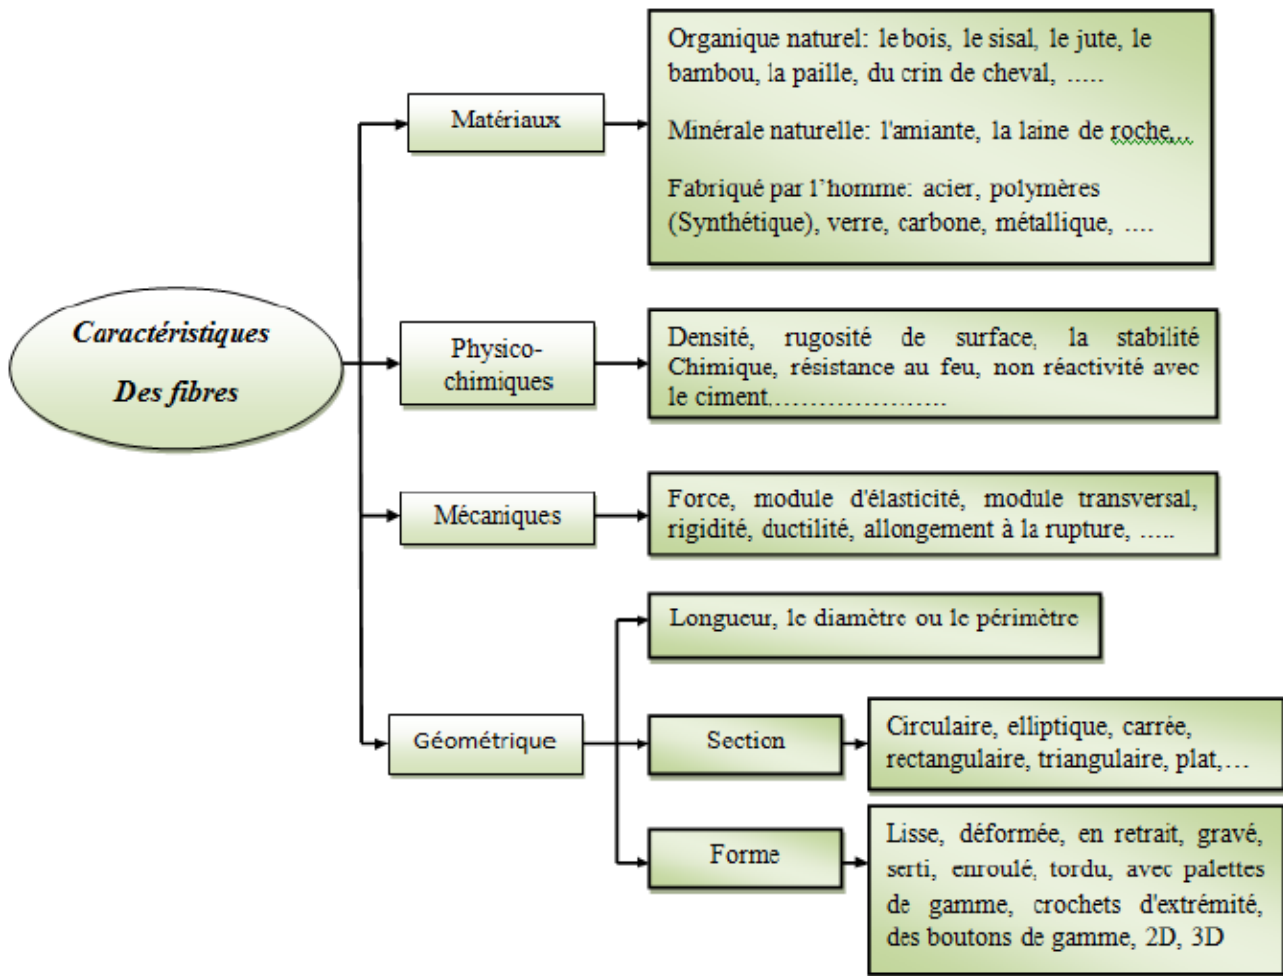 Caractéristiques
Des fibres
Matériaux
Organique naturel: le bois, le sisal, le jute, le
bambou, la paille, du crin de cheval, .....
Minérale naturelle: l'amiante, la laine de roche,..
Fabriqué par l’homme: acier, polymères
(Synthétique), verre, carbone, métallique, ....
Physico-
chimiques
Densité, rugosité de surface, la stabilité
Chimique, résistance au feu, non réactivité avec
le ciment,………………….
Mécaniques
Force, module d'élasticité, module transversal,
rigidité, ductilité, allongement à la rupture, …..
Géométrique
Longueur, le diamètre ou le périmètre
Section
Circulaire, elliptique, carrée,
rectangulaire, triangulaire, plat,…
Forme
Lisse, déformée, en retrait, gravé,
serti, enroulé, tordu, avec palettes
de gamme, crochets d'extrémité,
des boutons de gamme, 2D, 3D